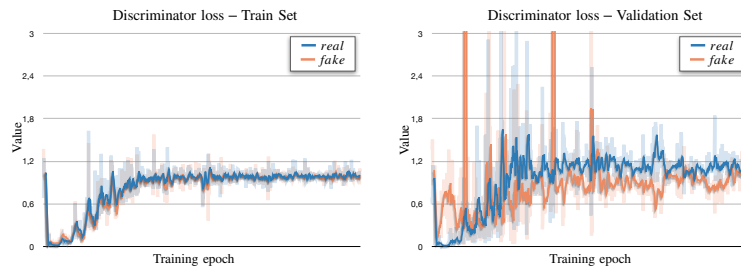 Discriminator loss – Train Set
3
2,4
1,8
1,2
0,6
0
Value
real
fake
Training epoch
Discriminator loss – Validation Set
3
2,4
1,8
1,2
0,6
0
Value
real
fake
Training epoch